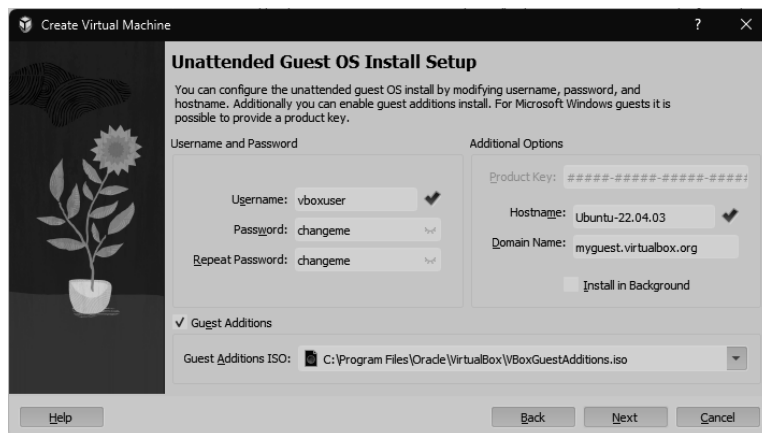 Create Virtual Machine
?
Unattended Guest OS Install Setup
You can configure the unattended guest OS install by modifying username, password, and
hostname. Additionally you can enable guest additions install. For Microsoft Windows guests it is
possible to provide a product key.
Username and Password
Username: vboxuser
Password: changeme
Repeat Password: changeme
Additional Options
Product Key: #####-#####-#####-#####
Hostname: Ubuntu-22.04.03
Domain Name: myguest.virtualbox.org
Install in Background
Guest Additions
Guest Additions ISO: C:\Program Files\Oracle\VirtualBox\VBoxGuestAdditions.iso
Help
Back
Next
Cancel